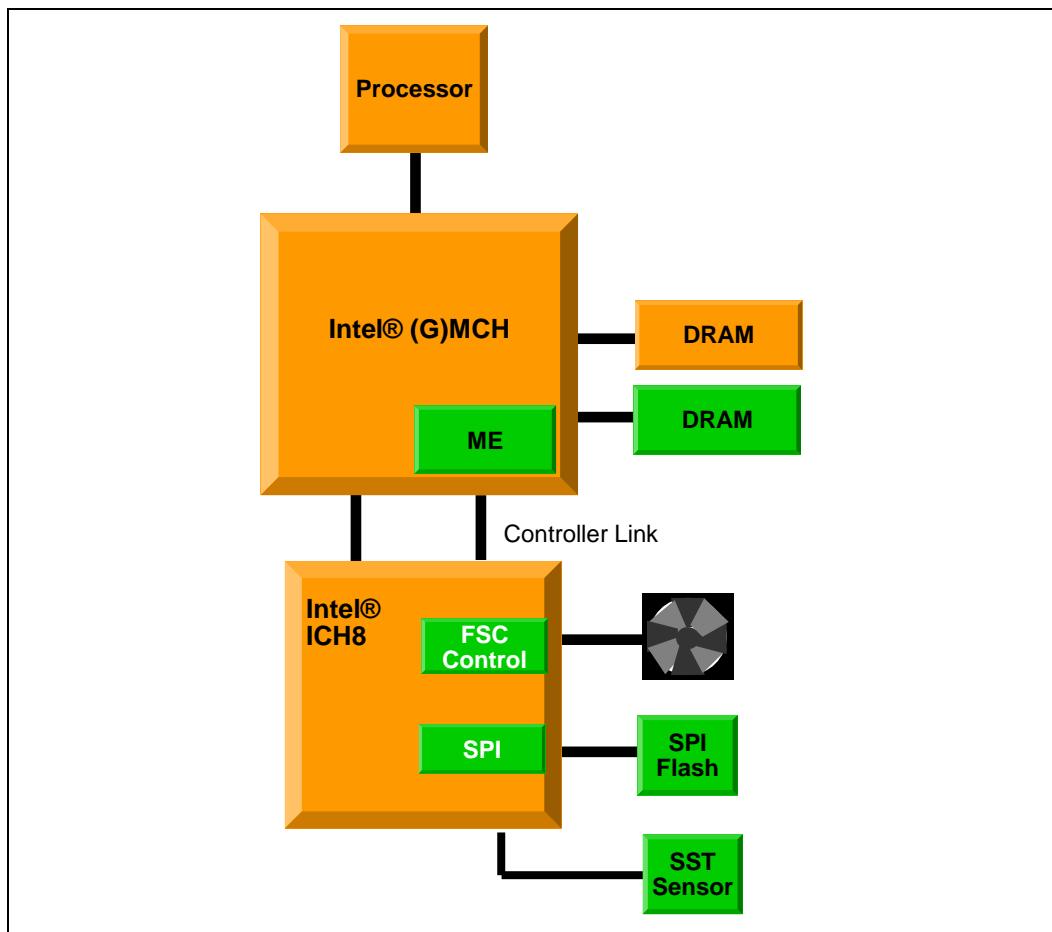 Processor
Intel® (G)MCH
DRAM
DRAM
ME
Controller Link
Intel®
ICH8
FSC
Control
SPI
SPI
Flash
SST
Sensor